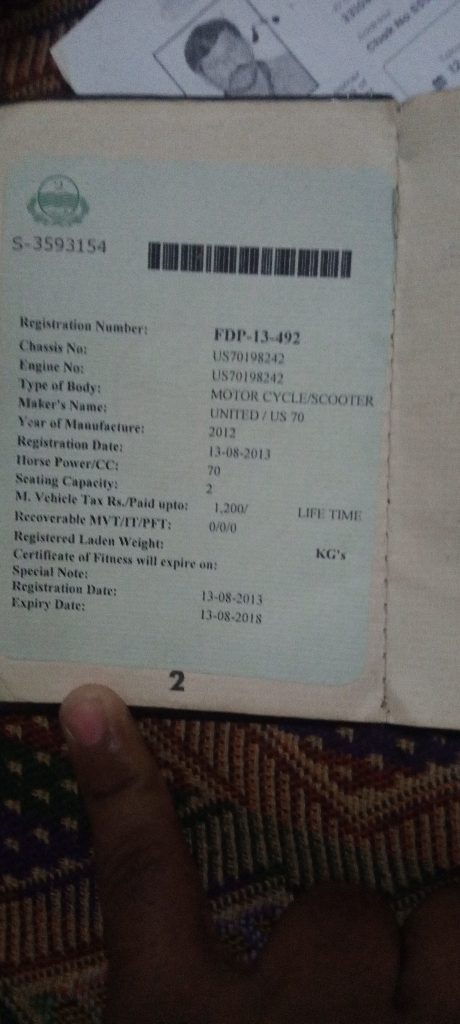 S-3593154
Registration Number: FDP-13-492
Chassis No: US70198242
Engine No: US70198242
Type of Body: MOTOR CYCLE/SCOOTER
Maker's Name: UNITED / US 70
Year of Manufacture: 2012
Registration Date: 13-08-2013
Horse Power/CC: 70
Seating Capacity: 2
M. Vehicle Tax Rs./Paid upto: 1,200/ LIFE TIME
Recoverable MVT/IT/PFT: 0/0/0
Registered Laden Weight: KG's
Certificate of Fitness will expire on:
Special Note:
Registration Date: 13-08-2013
Expiry Date: 13-08-2018
2